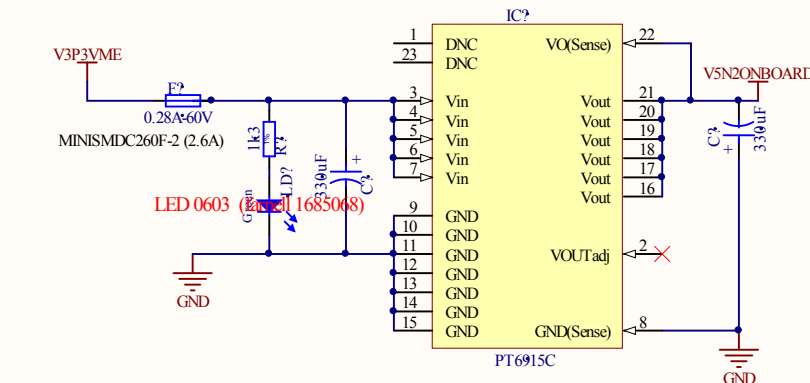 IC?
1 DNC VO(Sense) 22
23 DNC
V3P3VME
V5N2ONBOARD
F?
0.28A-60V
MINISMDC260F-2 (2.6A)
3 Vin Vout 21
4 Vin Vout 20
5 Vin Vout 19
6 Vin Vout 18
7 Vin Vout 17
Vout 16
1k3
1%
R?
330uF
+
C?
C?
+
330uF
LD?
Green
LED 0603 (Farnell 1685068)
9 GND
10 GND
11 GND VOUTadj 2
12 GND
13 GND
14 GND
15 GND GND(Sense) 8
GND
PT6915C
GND